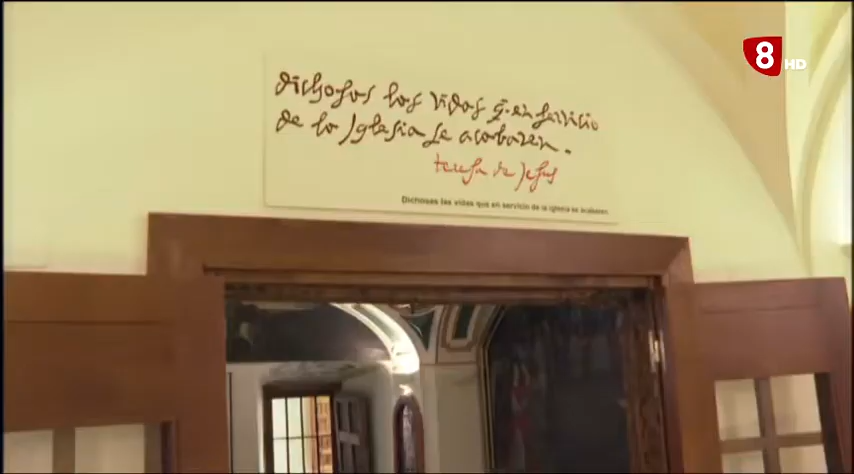 8 HD
dichosas las vidas q̃. en servicio
de la Iglesia se acabaren.
teresa de Jesus
Dichosas las vidas que en servicio de la Iglesia se acabaren.